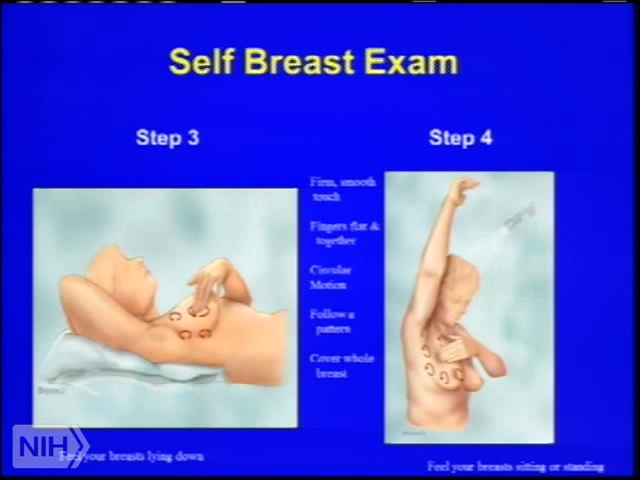 Self Breast Exam
Step 3
Step 4
Firm, smooth
touch
Fingers flat &
together
Circular
Motion
Follow a
pattern
Cover whole
breast
NIH
Feel your breasts lying down
Feel your breasts sitting or standing